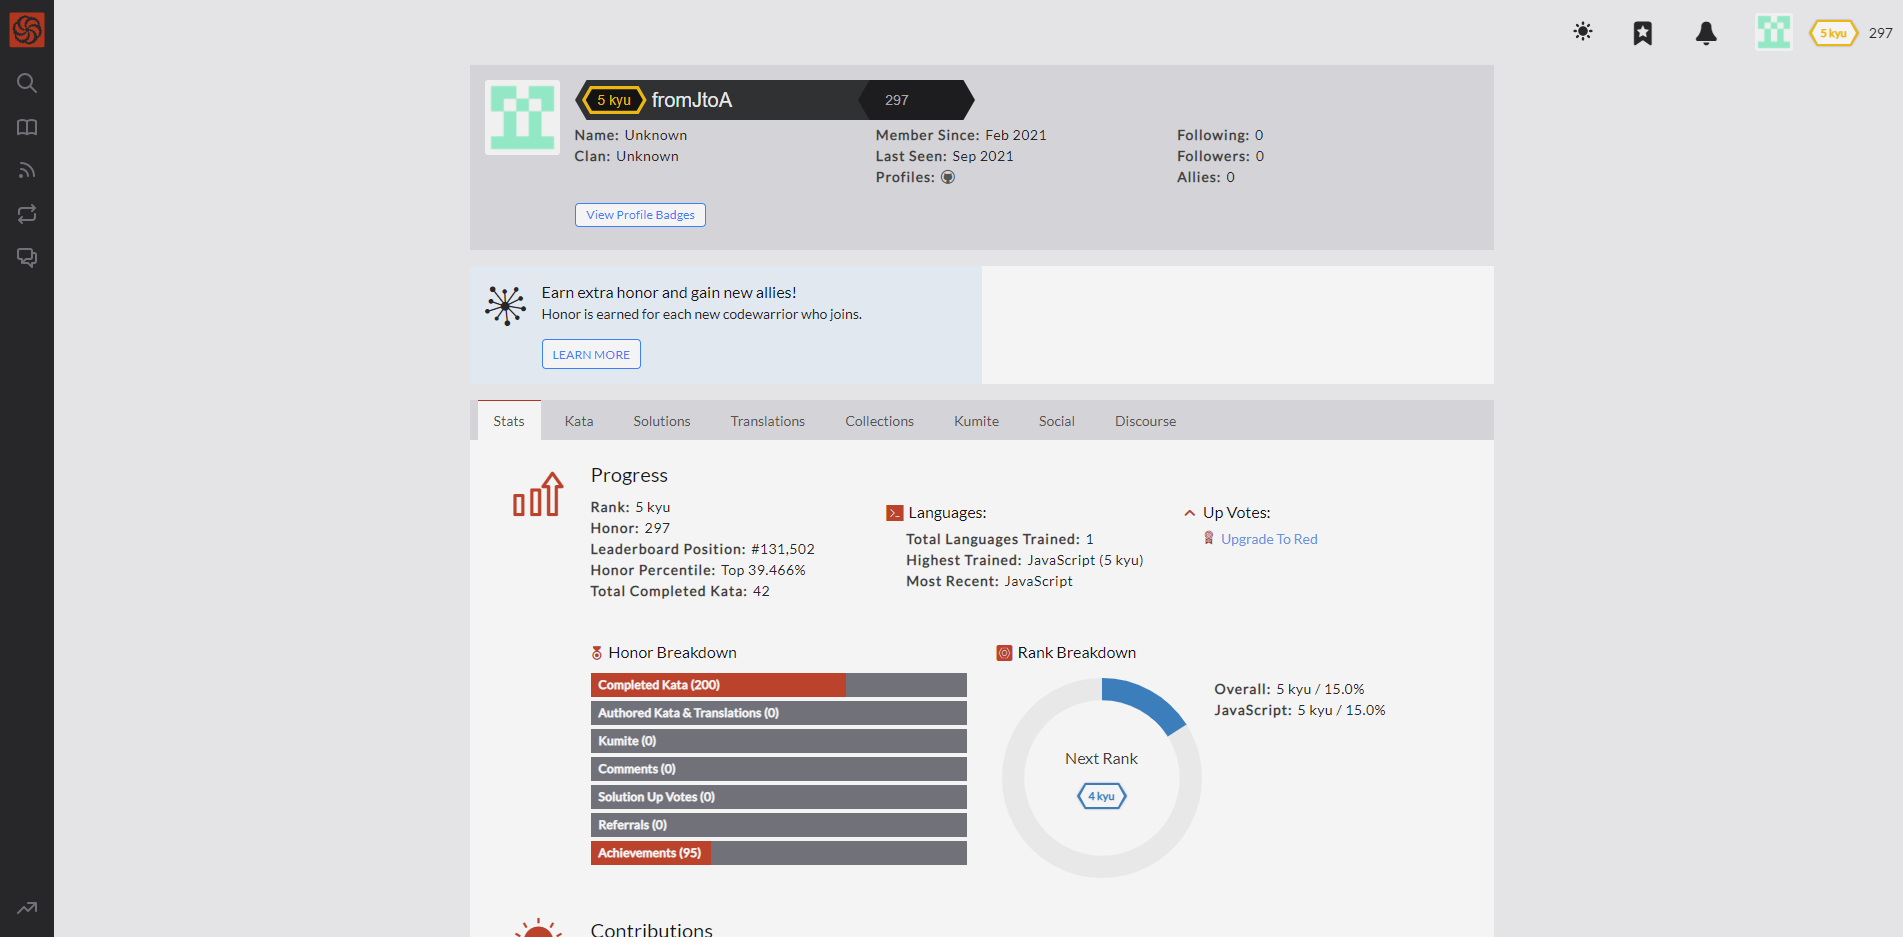 5 kyu 297
5 kyu fromJtoA 297
Name: Unknown
Clan: Unknown
Member Since: Feb 2021
Last Seen: Sep 2021
Profiles:
Following: 0
Followers: 0
Allies: 0
View Profile Badges
Earn extra honor and gain new allies!
Honor is earned for each new codewarrior who joins.
LEARN MORE
Stats Kata Solutions Translations Collections Kumite Social Discourse
Progress
Rank: 5 kyu
Honor: 297
Leaderboard Position: #131,502
Honor Percentile: Top 39.466%
Total Completed Kata: 42
Languages:
Total Languages Trained: 1
Highest Trained: JavaScript (5 kyu)
Most Recent: JavaScript
Up Votes:
Upgrade To Red
Honor Breakdown
Completed Kata (200)
Authored Kata & Translations (0)
Kumite (0)
Comments (0)
Solution Up Votes (0)
Referrals (0)
Achievements (95)
Rank Breakdown
Next Rank
4 kyu
Overall: 5 kyu / 15.0%
JavaScript: 5 kyu / 15.0%
Contributions